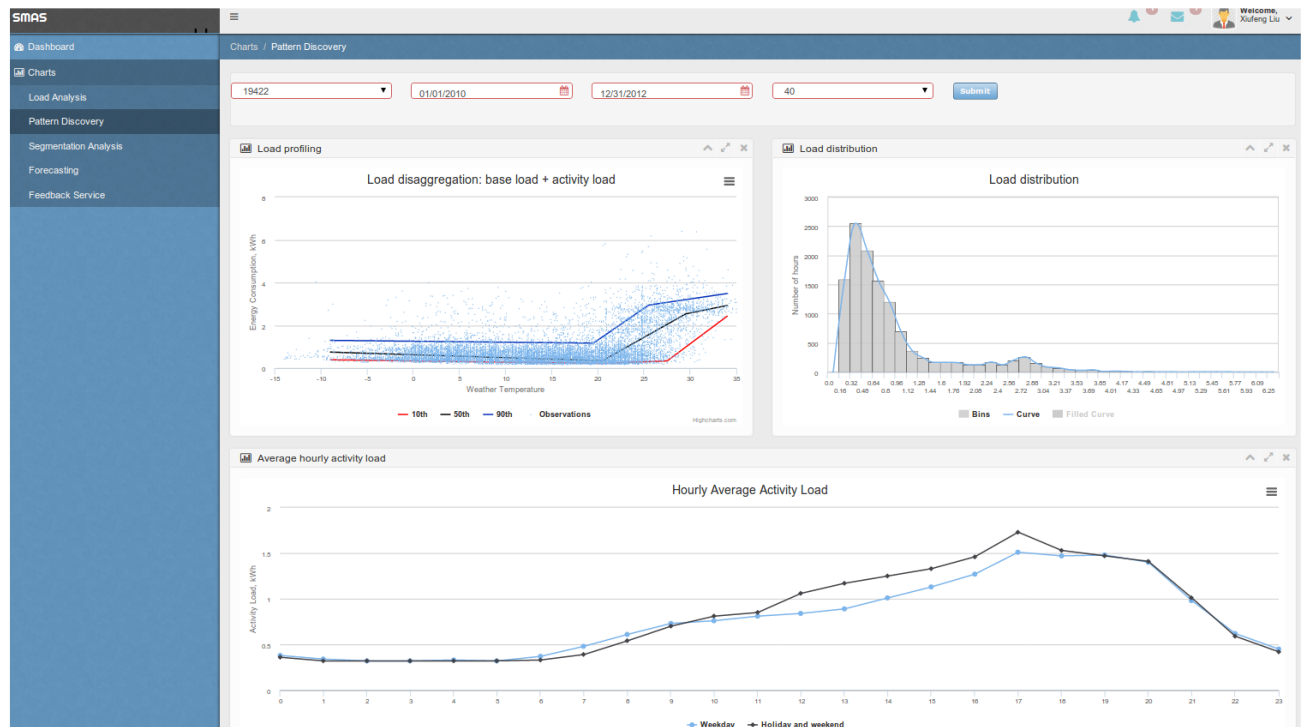 SMAS
Welcome,
Xiufeng Liu
Dashboard
Charts / Pattern Discovery
Charts
Load Analysis
Pattern Discovery
Segmentation Analysis
Forecasting
Feedback Service
19422
01/01/2010
12/31/2012
40
Submit
Load profiling
Load disaggregation: base load + activity load
8
6
4
2
0
Energy Consumption, kWh
-15 -10 -5 0 5 10 15 20 25 30 35
Weather Temperature
10th 50th 90th Observations
Highcharts.com
Load distribution
Load distribution
3000
2500
2000
1500
1000
500
0
Number of hours
0.0 0.32 0.64 0.96 1.28 1.6 1.92 2.24 2.56 2.88 3.21 3.53 3.85 4.17 4.49 4.81 5.13 5.45 5.77 6.09
0.16 0.48 0.8 1.12 1.44 1.76 2.08 2.4 2.72 3.04 3.37 3.69 4.01 4.33 4.65 4.97 5.29 5.61 5.93 6.25
Bins Curve Filled Curve
Average hourly activity load
Hourly Average Activity Load
2
1.5
1
0.5
0
Activity Load, kWh
0 1 2 3 4 5 6 7 8 9 10 11 12 13 14 15 16 17 18 19 20 21 22 23
Weekday Holiday and weekend